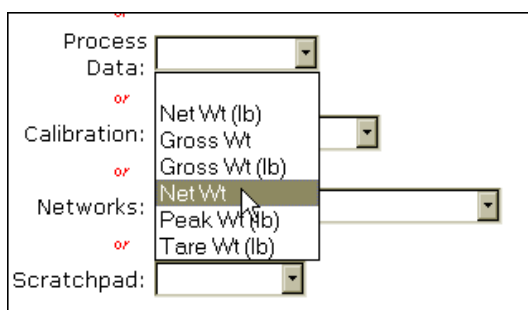 or
Process
Data:
or
Net Wt (lb)
Gross Wt
Calibration:
Gross Wt (lb)
or
Net Wt
Networks:
Peak Wt (lb)
or
Tare Wt (lb)
Scratchpad: